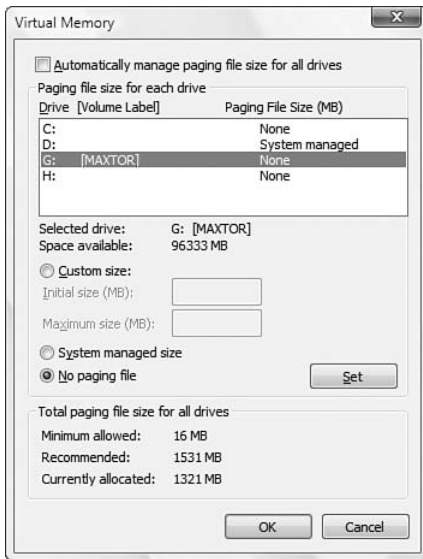 Virtual Memory
Automatically manage paging file size for all drives
Paging file size for each drive
Drive [Volume Label] Paging File Size (MB)
C: None
D: System managed
G: [MAXTOR] None
H: None
Selected drive: G: [MAXTOR]
Space available: 96333 MB
Custom size:
Initial size (MB):
Maximum size (MB):
System managed size
No paging file
Set
Total paging file size for all drives
Minimum allowed: 16 MB
Recommended: 1531 MB
Currently allocated: 1321 MB
OK Cancel